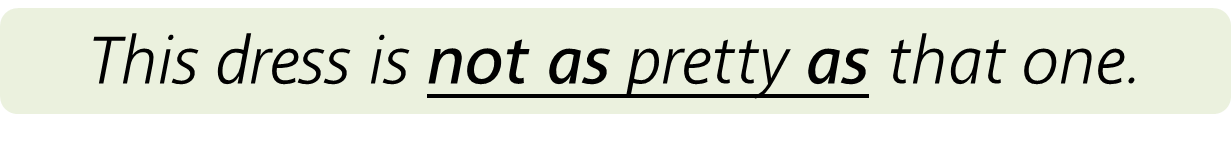 This dress is not as pretty as that one.